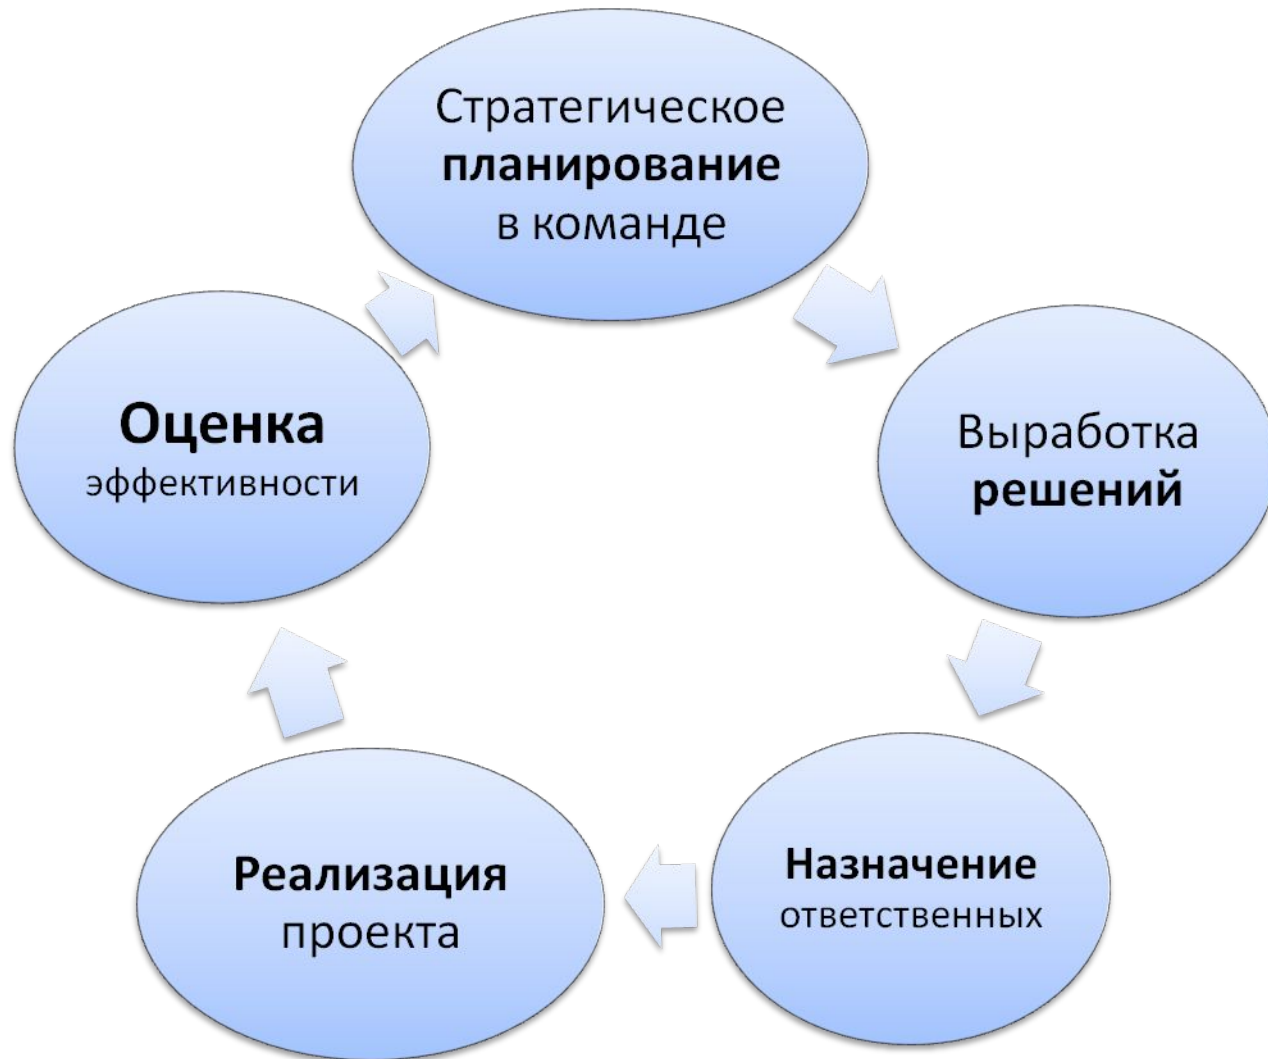 Стратегическое
планирование
в команде
Выработка
решений
Назначение
ответственных
Реализация
проекта
Оценка
эффективности